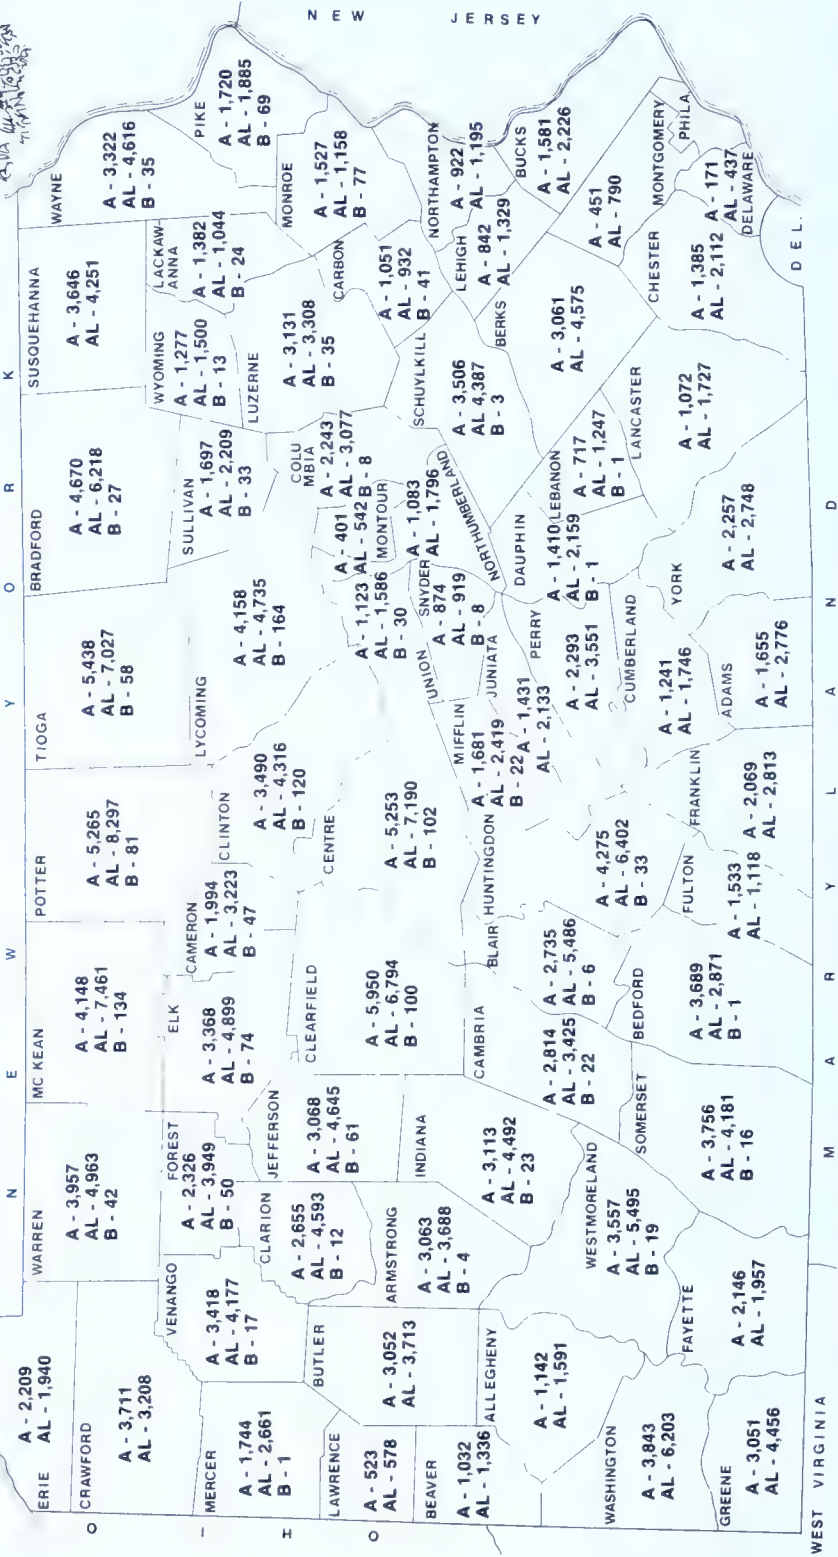 N E W Y O R K
ERIE
A - 2,209
AL - 1,940
CRAWFORD
A - 3,711
AL - 3,208
WARREN
A - 3,957
AL - 4,963
B - 42
MC KEAN
A - 4,148
AL - 7,461
B - 134
POTTER
A - 5,265
AL - 8,297
B - 81
TIOGA
A - 5,438
AL - 7,027
B - 58
BRADFORD
A - 4,670
AL - 6,218
B - 27
SUSQUEHANNA
A - 3,646
AL - 4,251
WAYNE
A - 3,322
AL - 4,616
B - 35
VENANGO
A - 3,418
AL - 4,177
B - 17
FOREST
A - 2,326
AL - 3,949
B - 50
ELK
A - 3,368
AL - 4,899
B - 74
CAMERON
A - 1,994
AL - 3,223
B - 47
CLINTON
A - 3,490
AL - 4,316
B - 120
LYCOMING
A - 4,158
AL - 4,735
B - 164
SULLIVAN
A - 1,697
AL - 2,209
B - 33
WYOMING
A - 1,277
AL - 1,500
B - 13
LACKAW-
ANNA
A - 1,382
AL - 1,044
B - 24
PIKE
A - 1,720
AL - 1,885
B - 69
MERCER
A - 1,744
AL - 2,661
B - 1
CLARION
A - 2,655
AL - 4,593
B - 12
JEFFERSON
A - 3,068
AL - 4,645
B - 61
CLEARFIELD
A - 5,950
AL - 6,794
B - 100
CENTRE
A - 5,253
AL - 7,190
B - 102
UNION
A - 1,123
AL - 1,586
B - 30
MONTOUR
A - 401
AL - 542
COLU
MBIA
A - 2,243
AL - 3,077
B - 8
LUZERNE
A - 3,131
AL - 3,308
B - 35
MONROE
A - 1,527
AL - 1,158
B - 77
LAWRENCE
A - 523
AL - 578
BUTLER
A - 3,052
AL - 3,713
ARMSTRONG
A - 3,063
AL - 3,688
B - 4
INDIANA
A - 3,113
AL - 4,492
B - 23
CAMBRIA
A - 2,814
AL - 3,425
B - 22
BLAIR
A - 2,735
AL - 5,486
B - 6
HUNTINGDON
A - 4,275
AL - 6,402
B - 33
MIFFLIN
A - 1,681
AL - 2,419
B - 22
JUNIATA
A - 1,431
AL - 2,133
SNYDER
A - 874
AL - 919
B - 8
NORTHUMBERLAND
A - 1,083
AL - 1,796
SCHUYLKILL
A - 3,506
AL 4,387
B - 3
CARBON
A - 1,051
AL - 932
B - 41
NORTHAMPTON
A - 922
AL - 1,195
LEHIGH
A - 842
AL - 1,329
BEAVER
A - 1,032
AL - 1,336
ALLEGHENY
A - 1,142
AL - 1,591
WESTMORELAND
A - 3,557
AL - 5,495
B - 19
PERRY
A - 2,293
AL - 3,551
DAUPHIN
A - 1,410
AL - 2,159
B - 1
LEBANON
A - 717
AL - 1,247
B - 1
BERKS
A - 3,061
AL - 4,575
BUCKS
A - 1,581
AL - 2,226
MONTGOMERY
A - 451
AL - 790
PHILA
WASHINGTON
A - 3,843
AL - 6,203
GREENE
A - 3,051
AL - 4,456
FAYETTE
A - 2,146
AL - 1,957
SOMERSET
A - 3,756
AL - 4,181
B - 16
BEDFORD
A - 3,689
AL - 2,871
B - 1
FULTON
A - 1,533
AL - 1,118
FRANKLIN
A - 2,069
AL - 2,813
CUMBERLAND
A - 1,241
AL - 1,746
ADAMS
A - 1,655
AL - 2,776
YORK
A - 2,257
AL - 2,748
LANCASTER
A - 1,072
AL - 1,727
CHESTER
A - 1,385
AL - 2,112
A - 171
AL - 437
DELAWARE
O H I O
N E W J E R S E Y
D E L.
WEST VIRGINIA
M A R Y L A N D